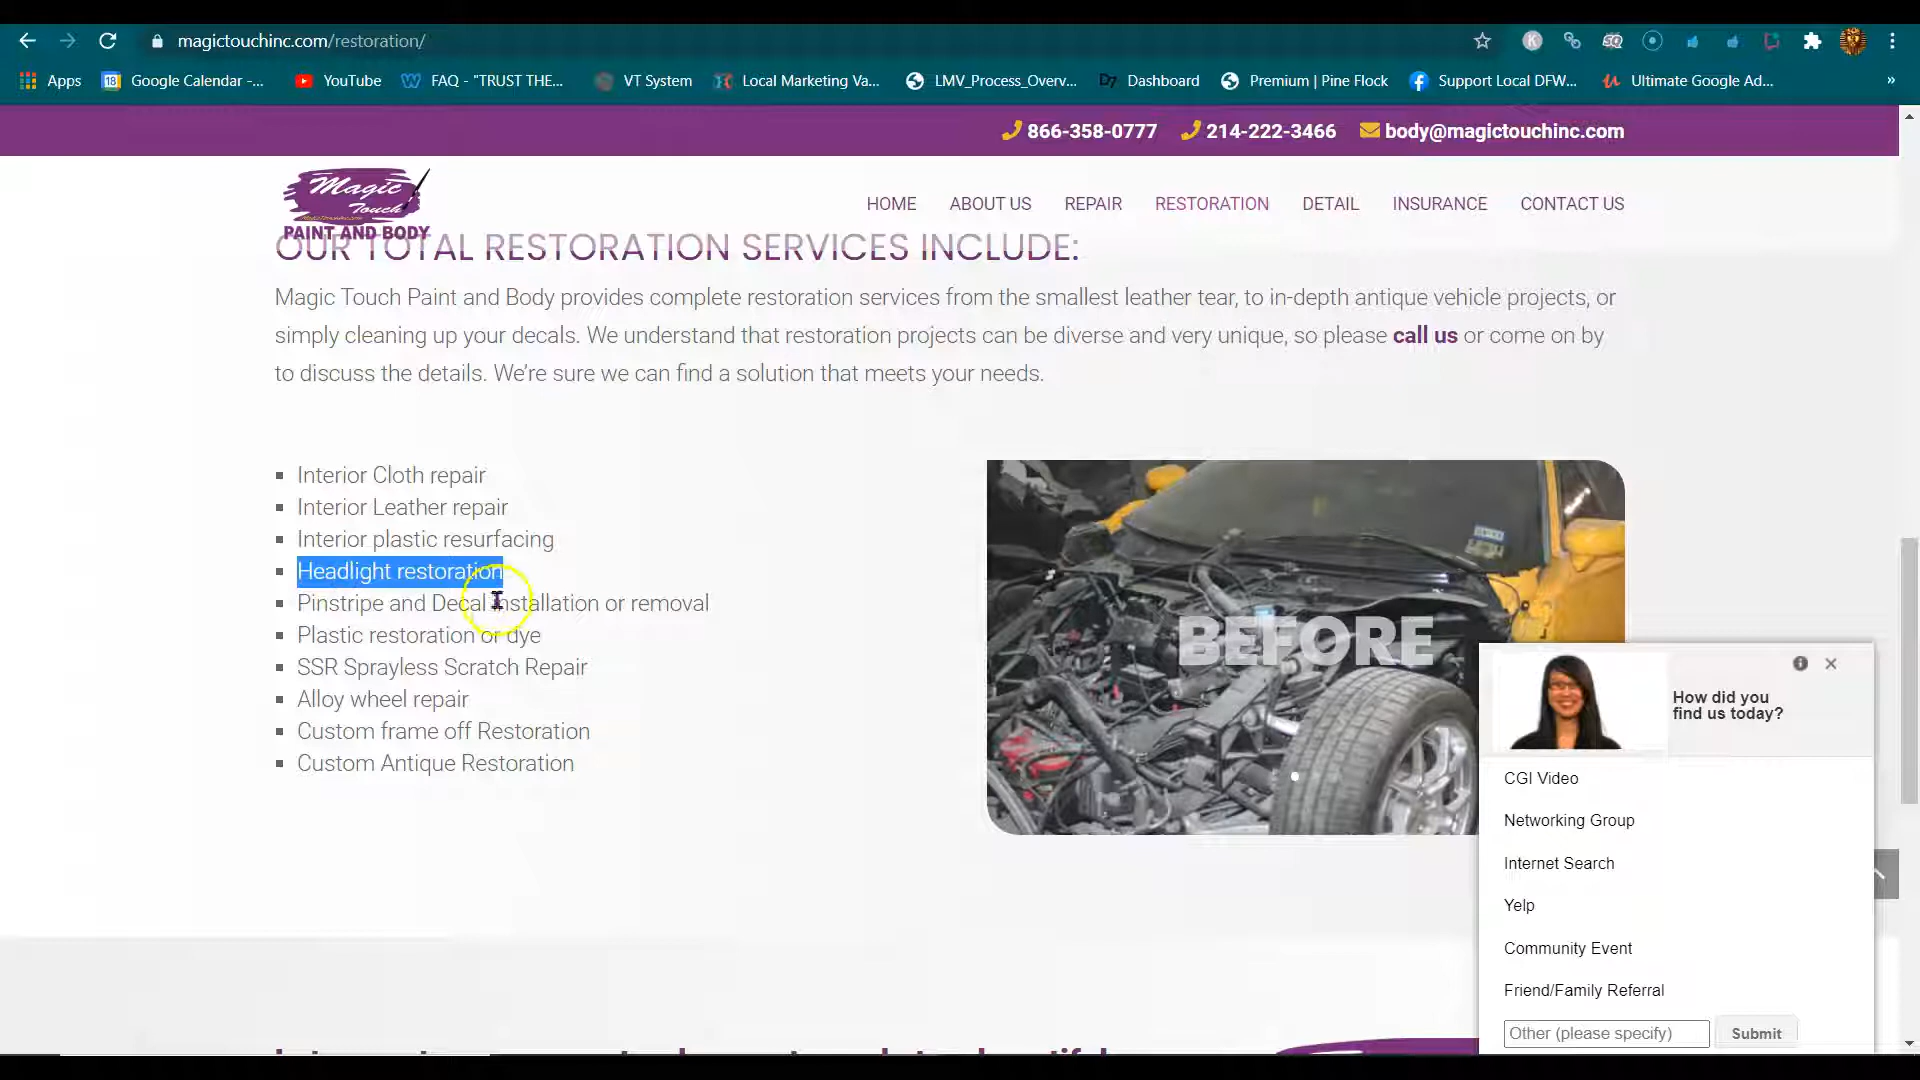 magictouchinc.com/restoration/
Apps
Google Calendar -...
YouTube
FAQ - "TRUST THE...
VT System
Local Marketing Va...
LMV_Process_Overv...
Dashboard
Premium | Pine Flock
Support Local DFW...
Ultimate Google Ad...
»
866-358-0777
214-222-3466
body@magictouchinc.com
Magic
Touch
PAINT AND BODY
HOME
ABOUT US
REPAIR
RESTORATION
DETAIL
INSURANCE
CONTACT US
OUR TOTAL RESTORATION SERVICES INCLUDE:
Magic Touch Paint and Body provides complete restoration services from the smallest leather tear, to in-depth antique vehicle projects, or
simply cleaning up your decals. We understand that restoration projects can be diverse and very unique, so please call us or come on by
to discuss the details. We're sure we can find a solution that meets your needs.
Interior Cloth repair
Interior Leather repair
Interior plastic resurfacing
Headlight restoration
Pinstripe and Decal installation or removal
Plastic restoration or dye
SSR Sprayless Scratch Repair
Alloy wheel repair
Custom frame off Restoration
Custom Antique Restoration
BEFORE
How did you
find us today?
CGI Video
Networking Group
Internet Search
Yelp
Community Event
Friend/Family Referral
Other (please specify)
Submit